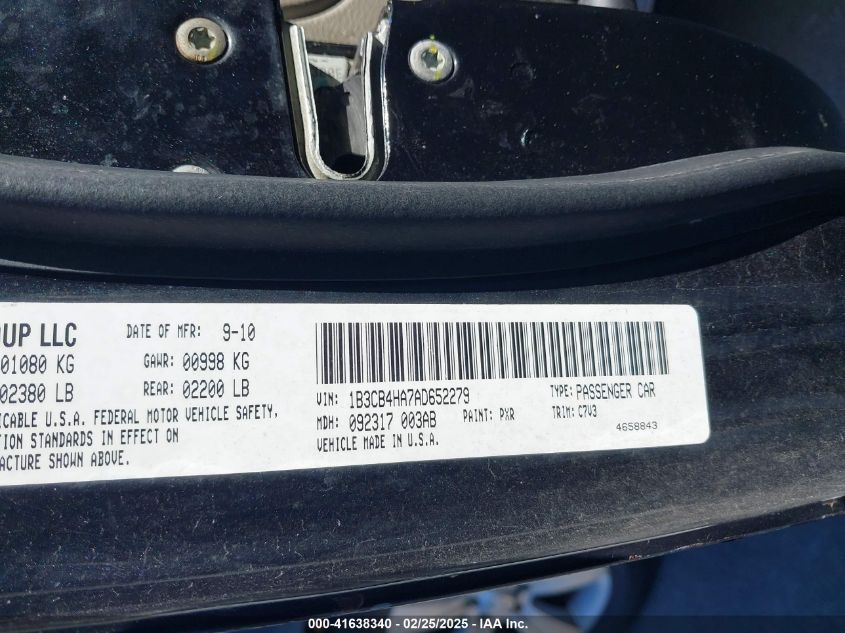 OUP LLC DATE OF MFR: 9-10
01080 KG GAWR: 00998 KG
02380 LB REAR: 02200 LB
ICABLE U.S.A. FEDERAL MOTOR VEHICLE SAFETY,
TION STANDARDS IN EFFECT ON
FACTURE SHOWN ABOVE.
VIN: 1B3CB4HA7AD652279 TYPE: PASSENGER CAR
MDH: 092317 003AB PAINT: PXR TRIM: C7V3
VEHICLE MADE IN U.S.A. 4658843
000-41638340 - 02/25/2025 - IAA Inc.